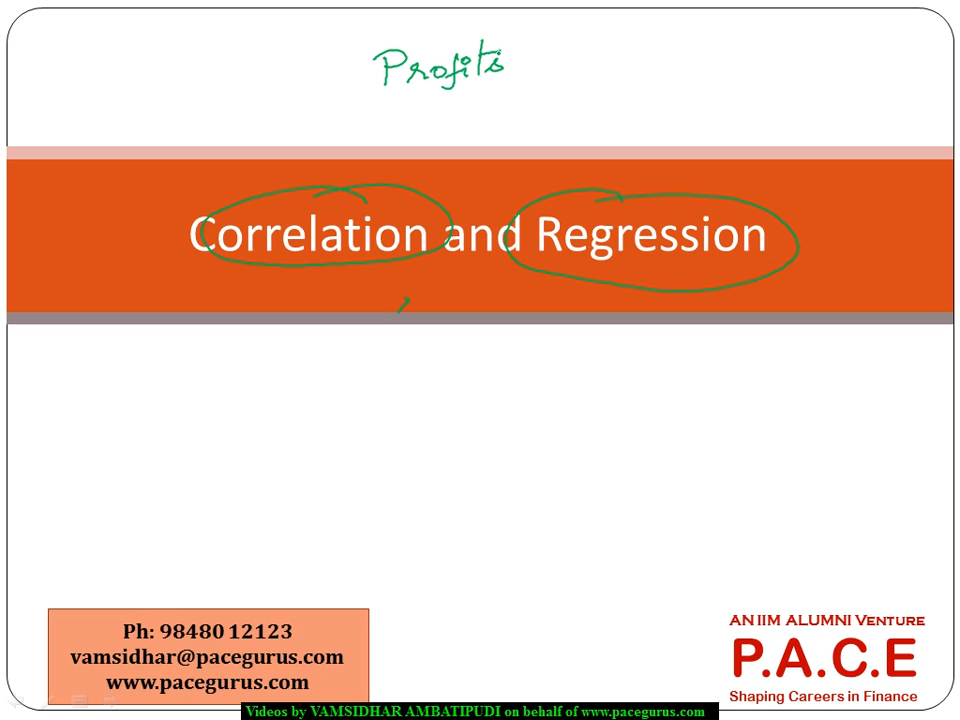 Profits
Correlation and Regression
Ph: 98480 12123
vamsidhar@pacegurus.com
www.pacegurus.com
AN IIM ALUMNI VENTURE
P.A.C.E
Shaping Careers in Finance
Videos by VAMSIDHAR AMBATIPUDI on behalf of www.pacegurus.com